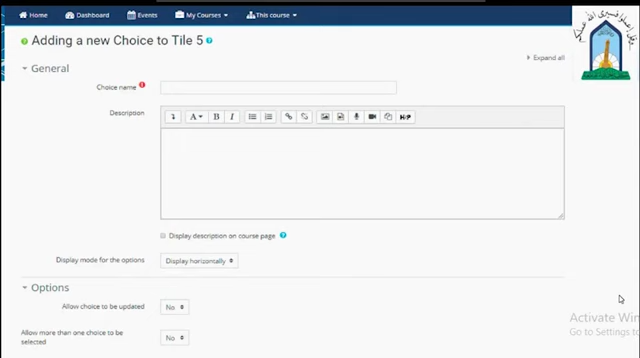 Home Dashboard Events My Courses This course
Adding a new Choice to Tile 5
Expand all
General
Choice name
Description
A B I H-P
Display description on course page
Display mode for the options Display horizontally
Options
Allow choice to be updated No
Allow more than one choice to be
selected No
Activate Win
Go to Settings to